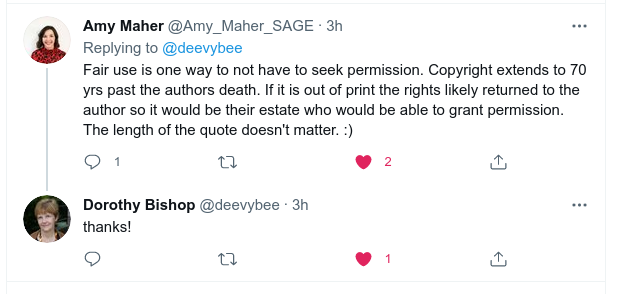 Amy Maher @Amy_Maher_SAGE · 3h
Replying to @deevybee
Fair use is one way to not have to seek permission. Copyright extends to 70
yrs past the authors death. If it is out of print the rights likely returned to the
author so it would be their estate who would be able to grant permission.
The length of the quote doesn't matter. :)
1 2
Dorothy Bishop @deevybee · 3h
thanks!
1